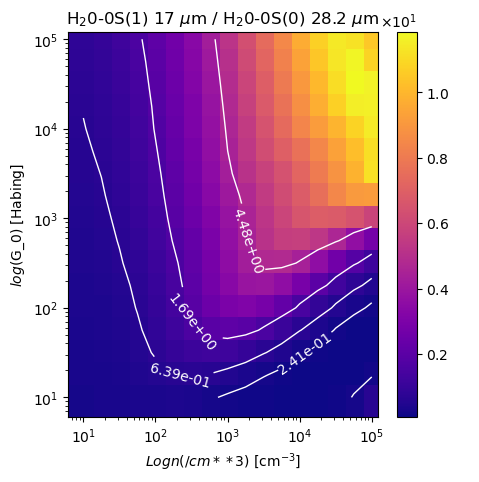 H₂0-0S(1) 17 μm / H₂0-0S(0) 28.2 μm
×10¹
10⁵
10⁴
10³
10²
10¹
log(G_0) [Habing]
4.48e+00
1.69e+00
6.39e-01
2.41e-01
1.0
0.8
0.6
0.4
0.2
10¹ 10² 10³ 10⁴ 10⁵
Logn(/cm * *3) [cm⁻³]